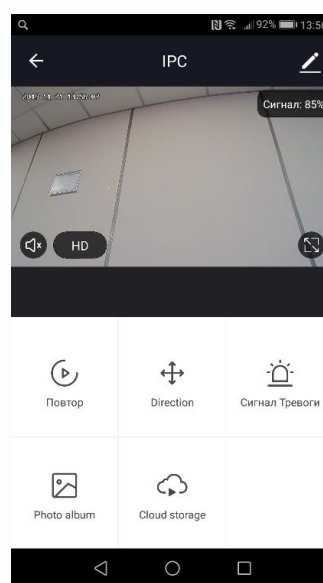 92% 13:56
IPC
Сигнал: 85%
HD
Повтор
Direction
Сигнал Тревоги
Photo album
Cloud storage